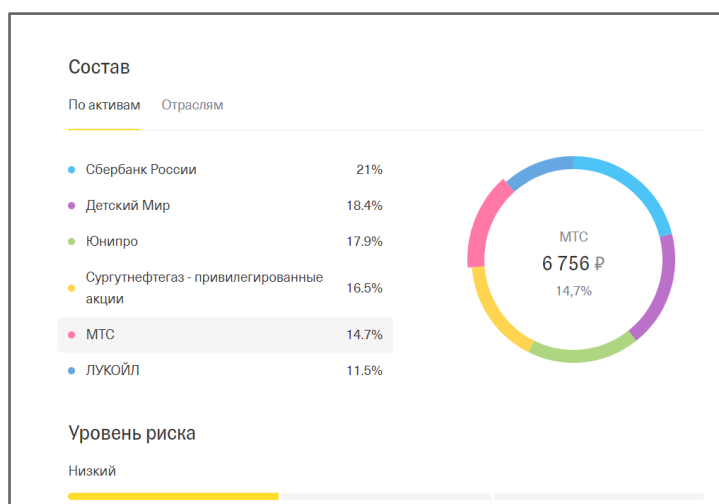 Состав
По активам Отраслям
Сбербанк России 21%
Детский Мир 18.4%
Юнипро 17.9%
Сургутнефтегаз - привилегированные
акции 16.5%
МТС 14.7%
ЛУКОЙЛ 11.5%
МТС
6 756 ₽
14,7%
Уровень риска
Низкий